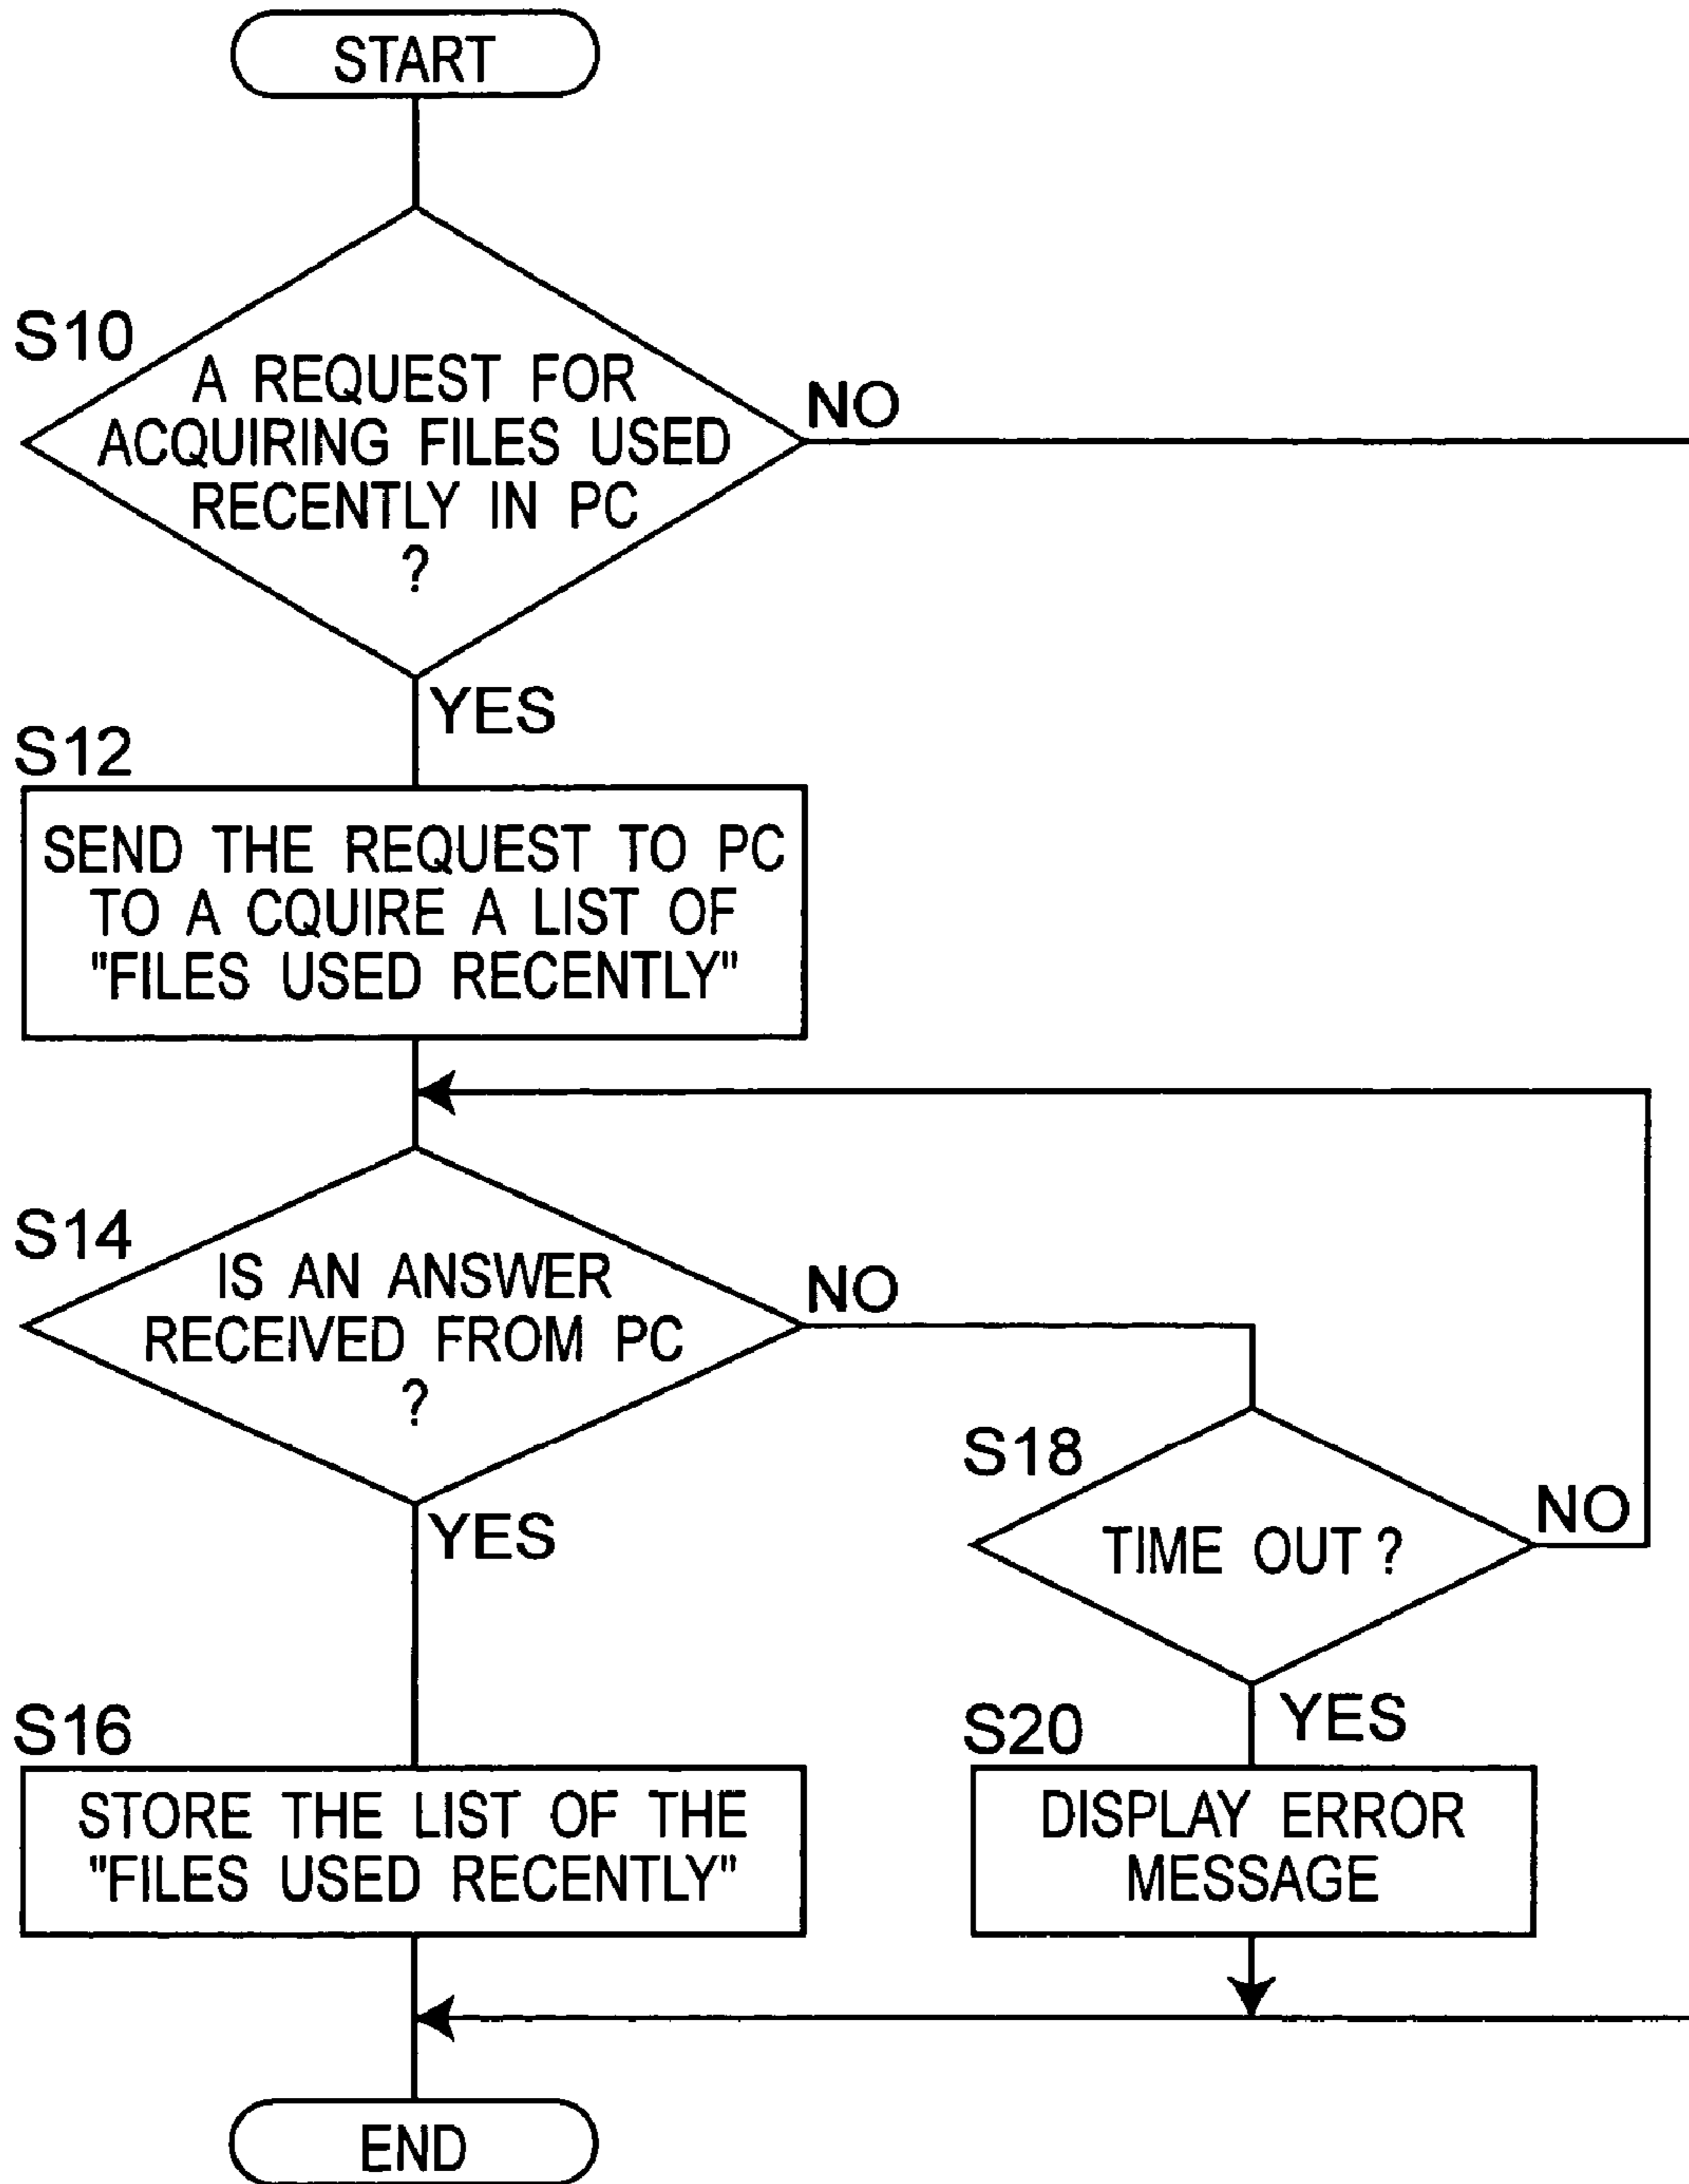 START
S10
A REQUEST FOR
ACQUIRING FILES USED
RECENTLY IN PC
?
NO
YES
S12
SEND THE REQUEST TO PC
TO A CQUIRE A LIST OF
"FILES USED RECENTLY"
S14
IS AN ANSWER
RECEIVED FROM PC
?
NO
YES
S18
TIME OUT ?
NO
YES
S16
STORE THE LIST OF THE
"FILES USED RECENTLY"
S20
DISPLAY ERROR
MESSAGE
END